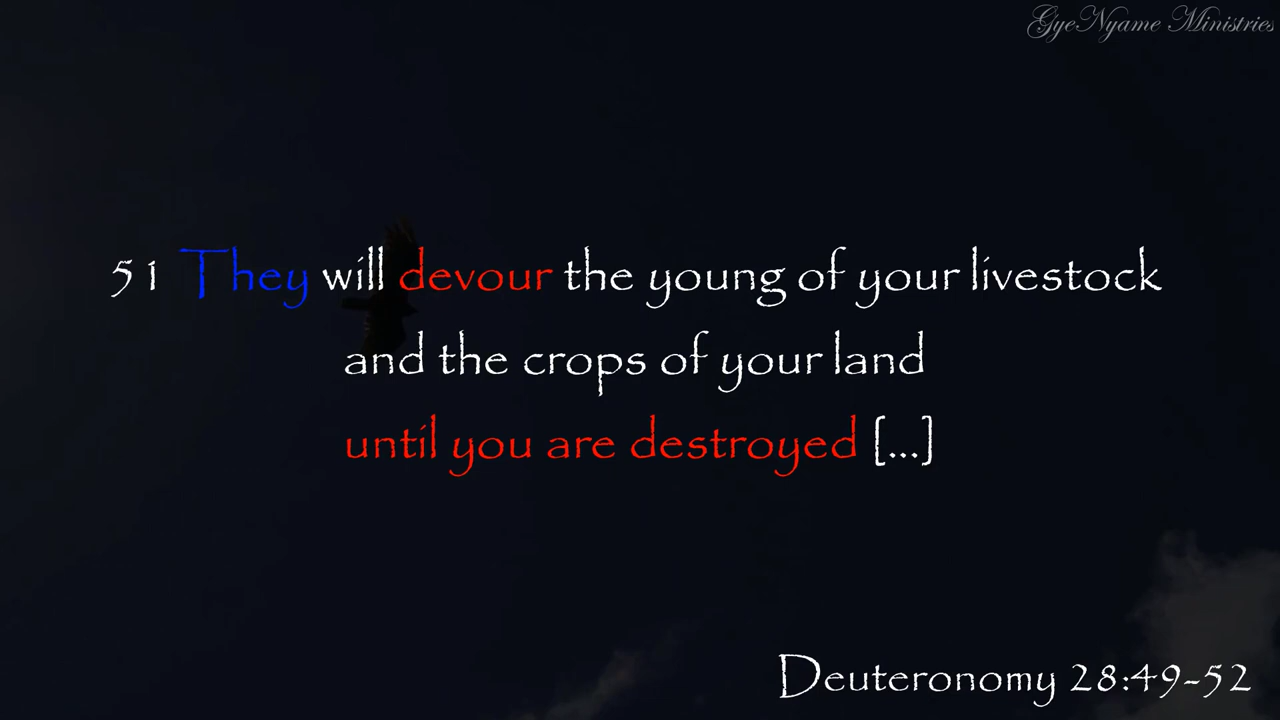 GyeNyame Ministries
51 They will devour the young of your livestock
and the crops of your land
until you are destroyed [...]
Deuteronomy 28:49-52